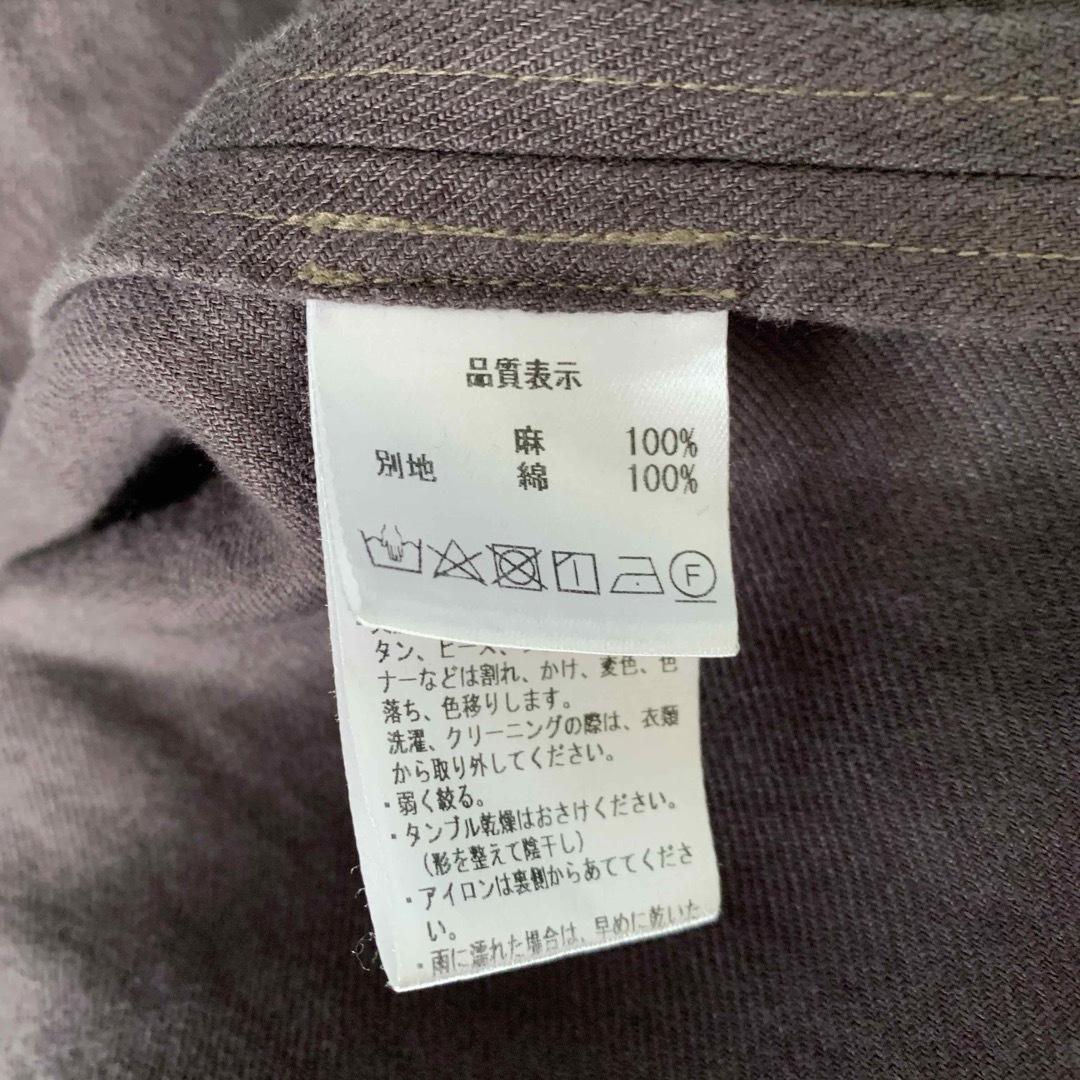 品質表示
麻 100%
別地 綿 100%
F
タン、ビーズ、
ナーなどは割れ、かけ、変色、色
落ち、色移りします。
洗濯、クリーニングの際は、衣類
から取り外してください。
・弱く絞る。
・タンブル乾燥はおさけください。
（形を整えて陰干し）
・アイロンは裏側からあててくださ
い。
・雨に濡れた場合は、早めに乾いた